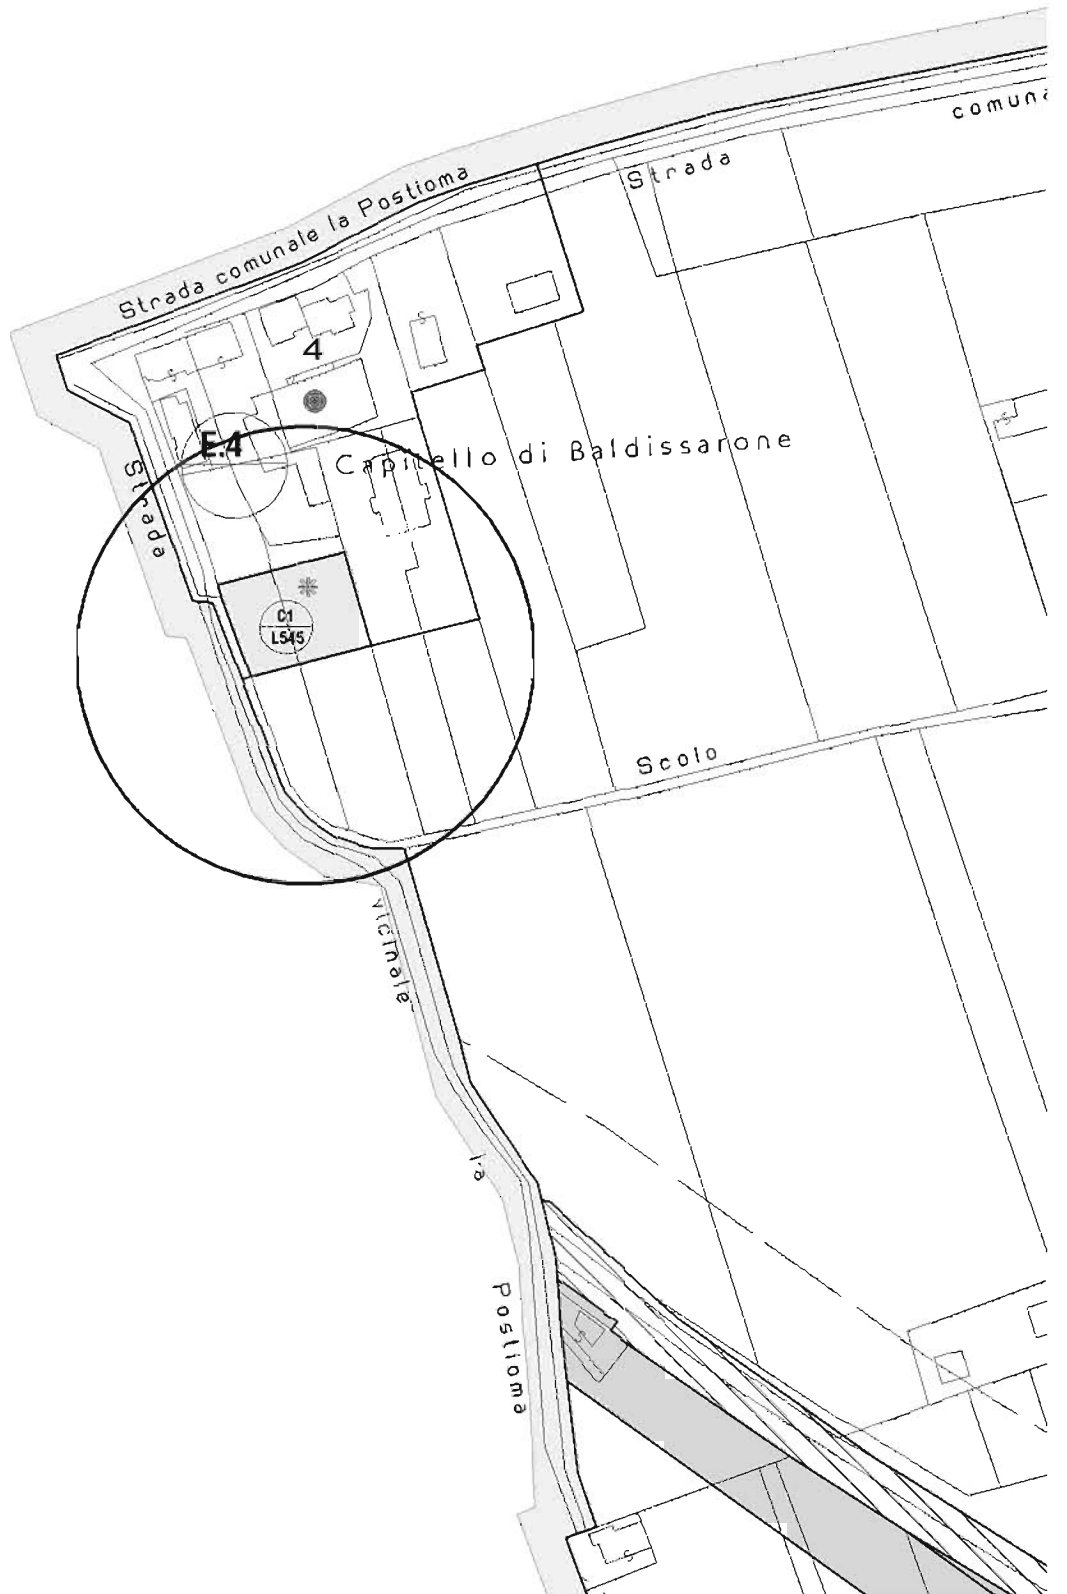 comuna
Strada
Strada comunale la Postioma
4
E.4
Capitello di Baldissarone
Strada
C1
L545
Scolo
vicinale
la
Postioma